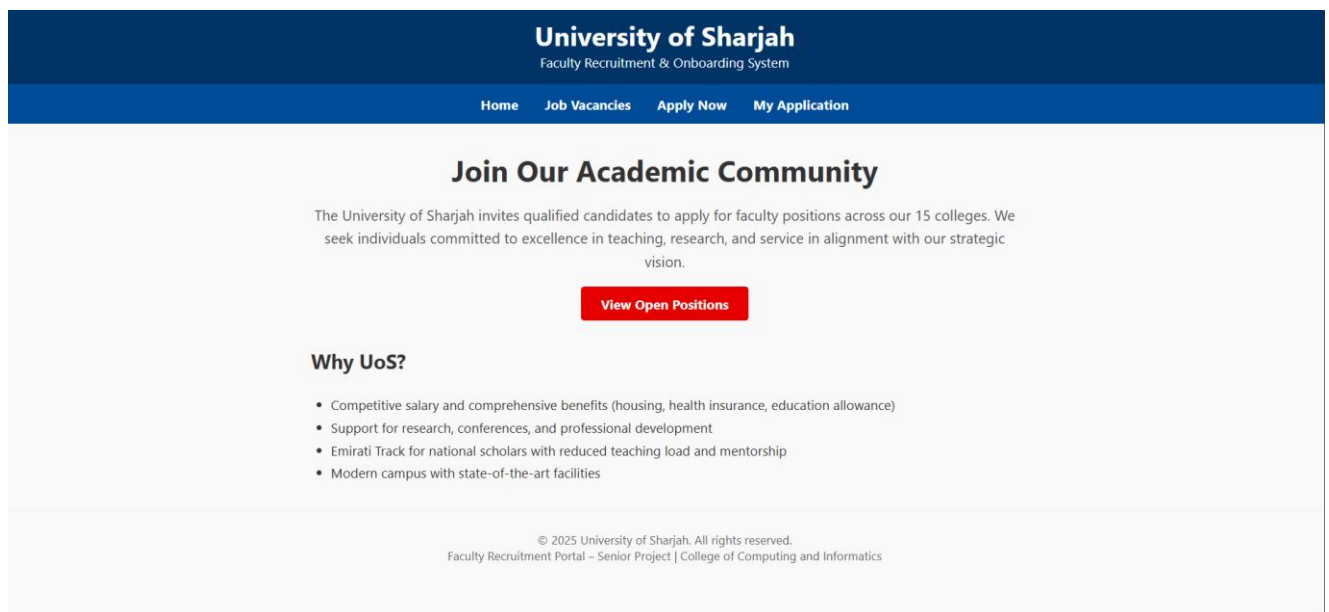 University of Sharjah
Faculty Recruitment & Onboarding System
Home Job Vacancies Apply Now My Application
Join Our Academic Community
The University of Sharjah invites qualified candidates to apply for faculty positions across our 15 colleges. We
seek individuals committed to excellence in teaching, research, and service in alignment with our strategic
vision.
View Open Positions
Why UoS?
• Competitive salary and comprehensive benefits (housing, health insurance, education allowance)
• Support for research, conferences, and professional development
• Emirati Track for national scholars with reduced teaching load and mentorship
• Modern campus with state-of-the-art facilities
© 2025 University of Sharjah. All rights reserved.
Faculty Recruitment Portal – Senior Project | College of Computing and Informatics